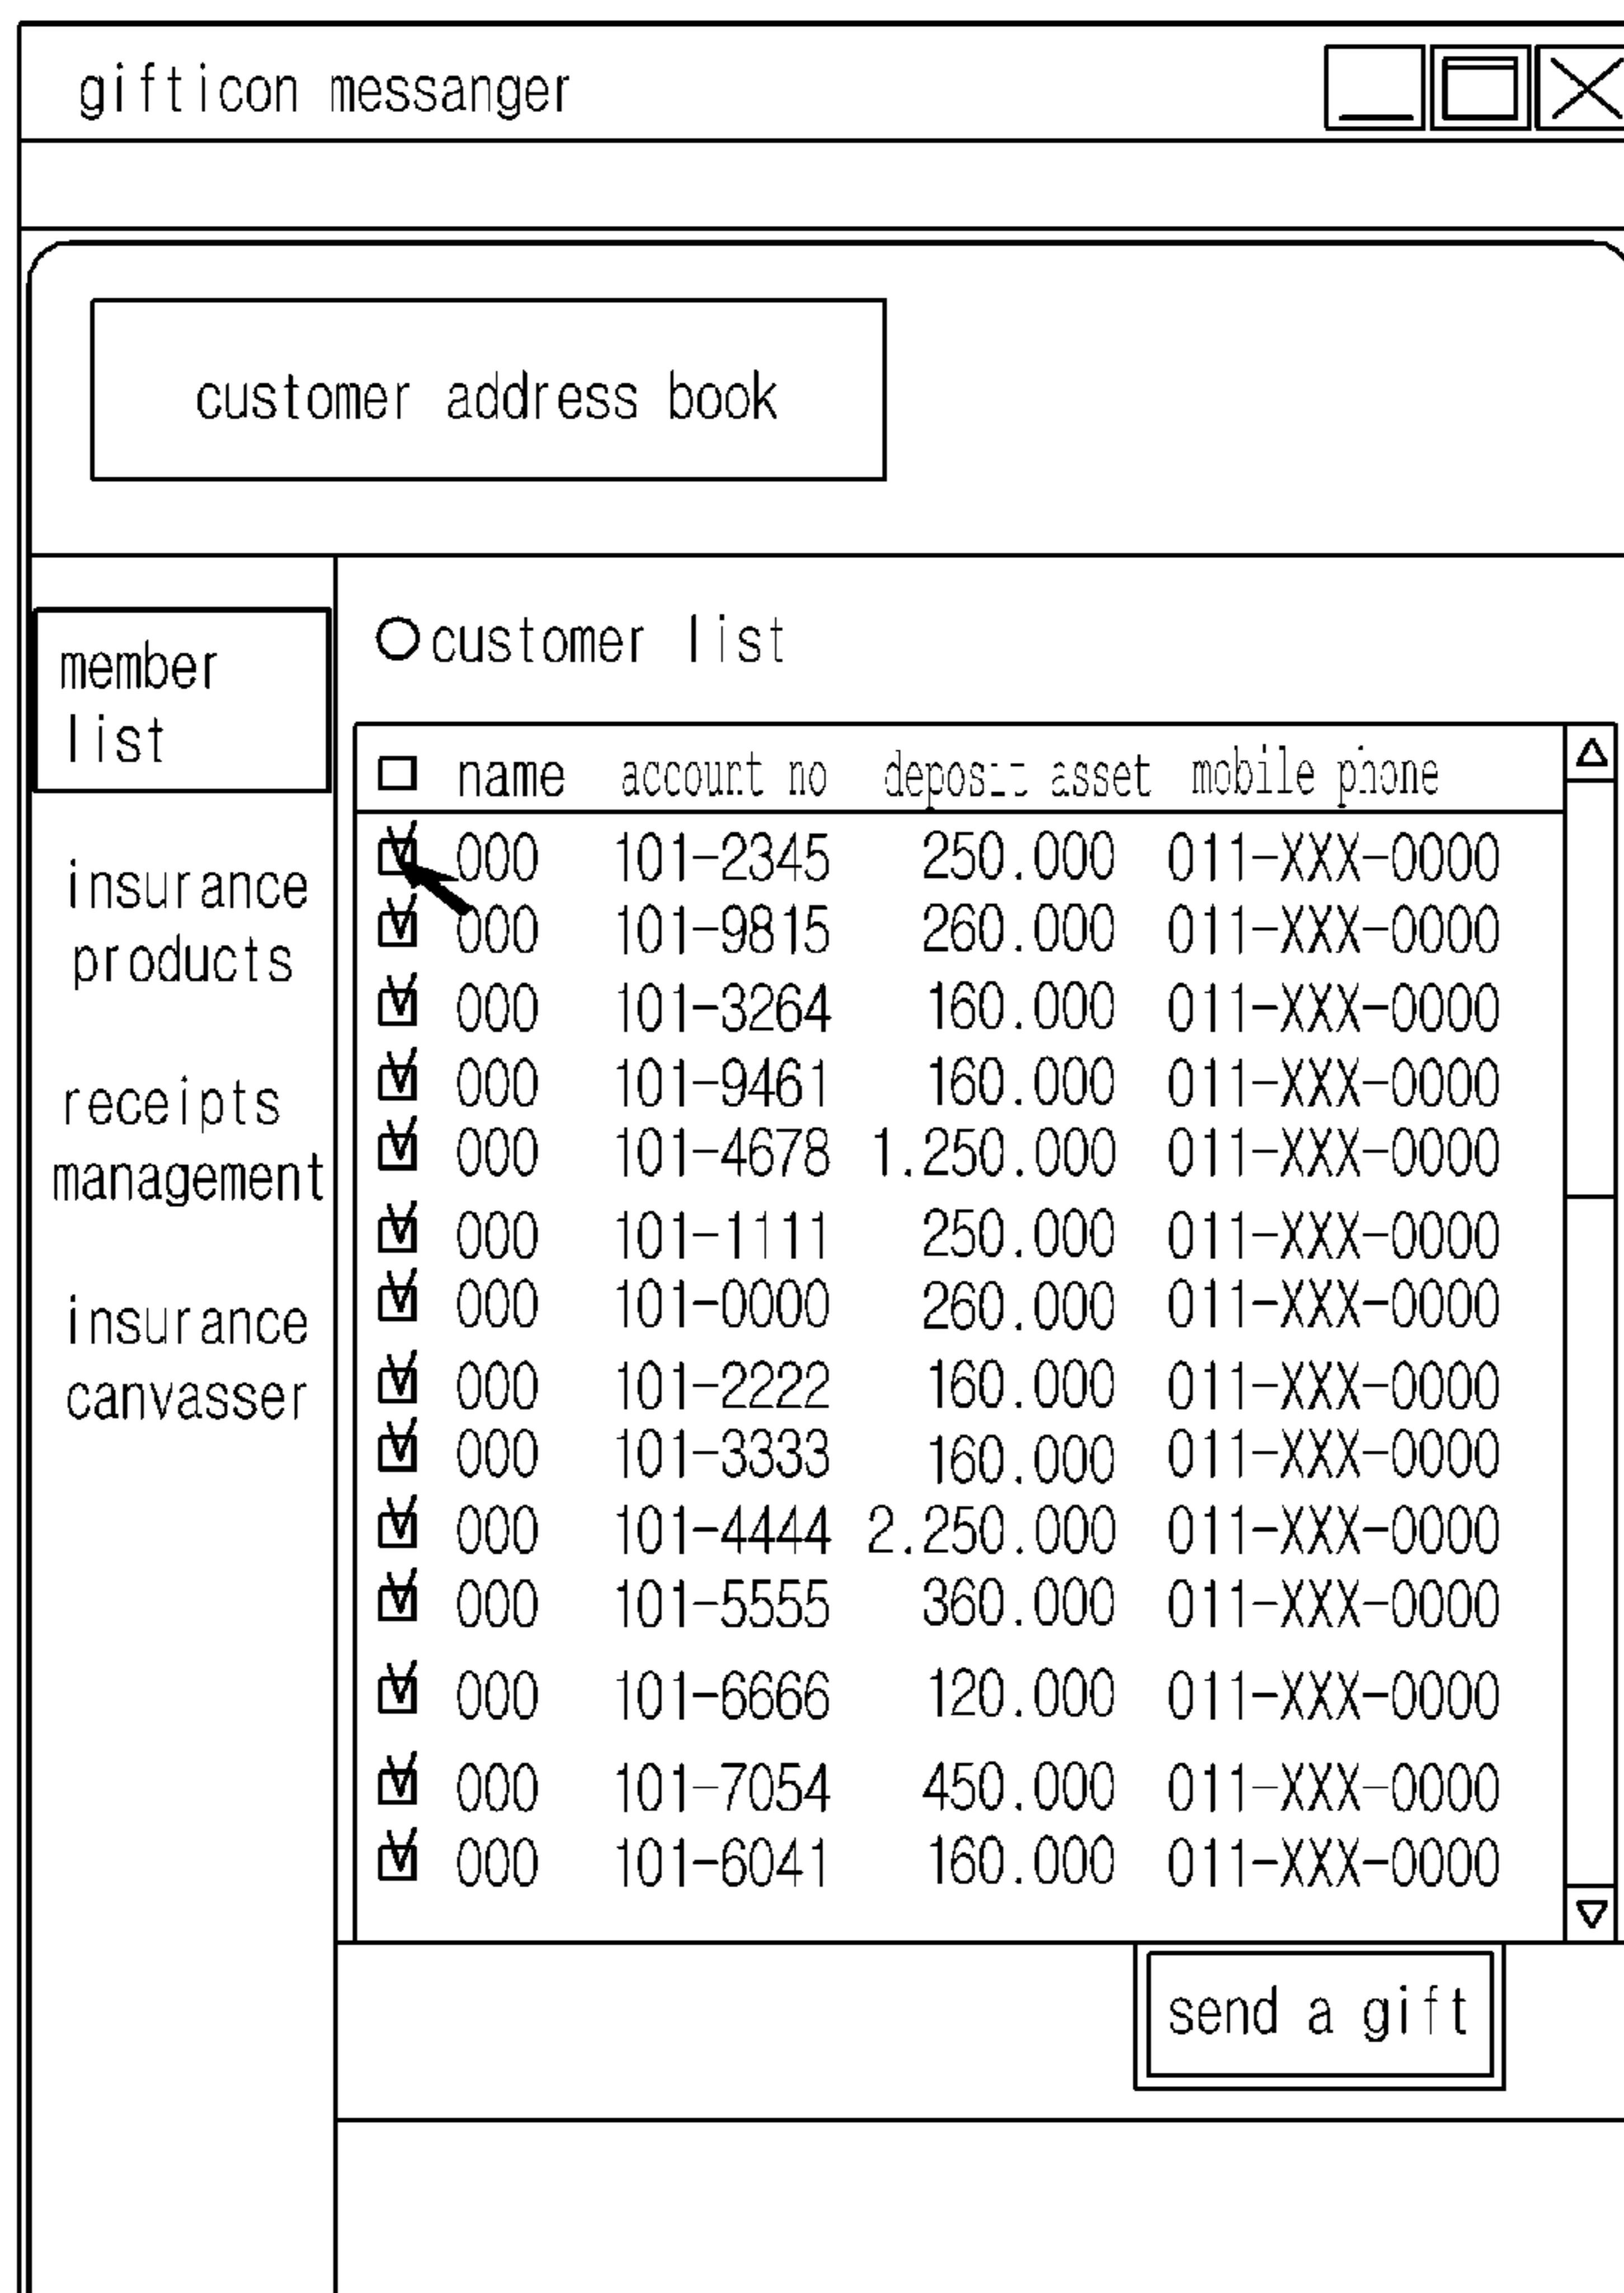 gifticon messanger
customer address book
member
list
insurance
products
receipts
management
insurance
canvasser
customer list
name account no deposit asset mobile phone
000 101-2345 250.000 011-XXX-0000
000 101-9815 260.000 011-XXX-0000
000 101-3264 160.000 011-XXX-0000
000 101-9461 160.000 011-XXX-0000
000 101-4678 1.250.000 011-XXX-0000
000 101-1111 250.000 011-XXX-0000
000 101-0000 260.000 011-XXX-0000
000 101-2222 160.000 011-XXX-0000
000 101-3333 160.000 011-XXX-0000
000 101-4444 2.250.000 011-XXX-0000
000 101-5555 360.000 011-XXX-0000
000 101-6666 120.000 011-XXX-0000
000 101-7054 450.000 011-XXX-0000
000 101-6041 160.000 011-XXX-0000
send a gift